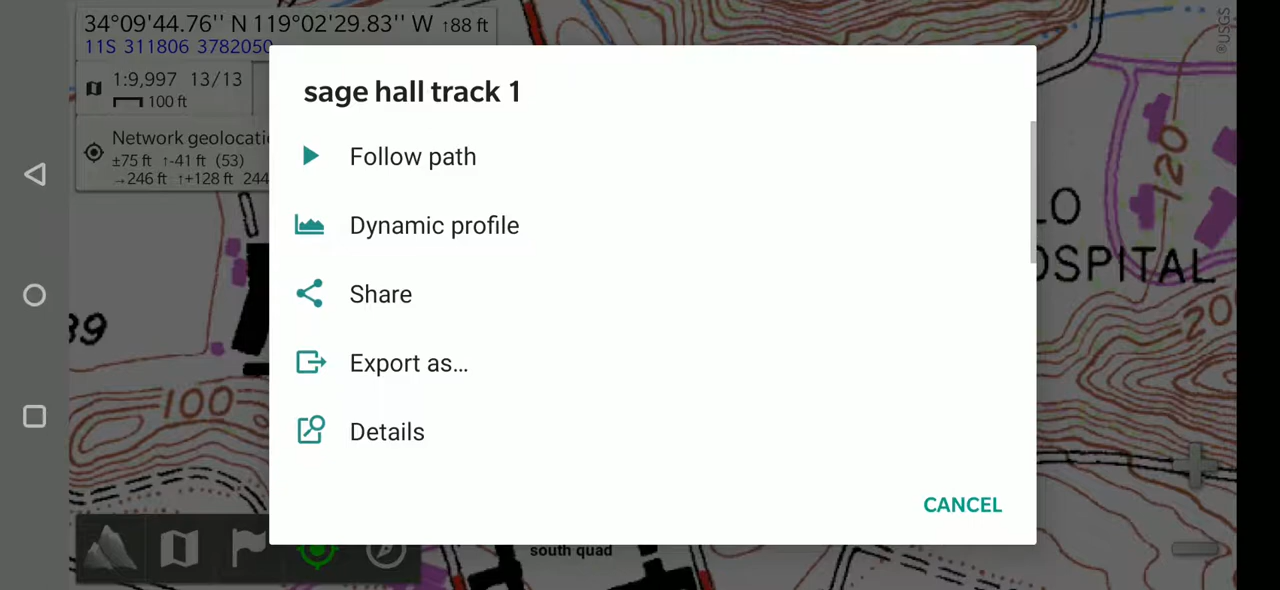 34°09'44.76'' N 119°02'29.83'' W ↑88 ft
11S 311806 3782050
1:9,997 13/13
100 ft
Network geolocati
±75 ft ↑-41 ft (53)
→246 ft ↑+128 ft 244
©USGS
sage hall track 1
Follow path
Dynamic profile
Share
Export as...
Details
CANCEL
120
LO
OSPITAL
200
39
100
south quad